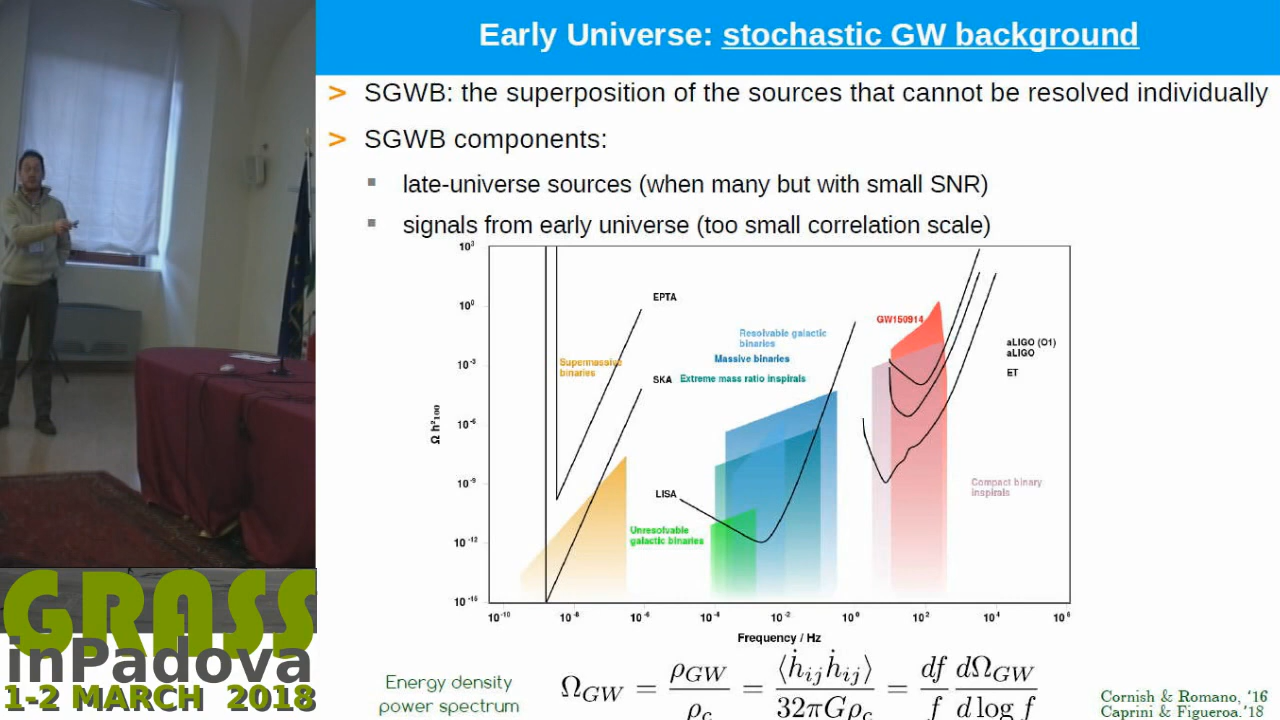 Early Universe: stochastic GW background
> SGWB: the superposition of the sources that cannot be resolved individually
> SGWB components:
▪ late-universe sources (when many but with small SNR)
▪ signals from early universe (too small correlation scale)
10³
10⁰
10⁻³
10⁻⁶
10⁻⁹
10⁻¹²
10⁻¹⁵
Ω h²₁₀₀
EPTA
Supermassive
binaries
SKA
Resolvable galactic
binaries
Massive binaries
Extreme mass ratio inspirals
LISA
Unresolvable
galactic binaries
GW150914
aLIGO (O1)
aLIGO
ET
Compact binary
inspirals
10⁻¹⁰ 10⁻⁸ 10⁻⁶ 10⁻⁴ 10⁻² 10⁰ 10² 10⁴ 10⁶
Frequency / Hz
Energy density
power spectrum
Ω_GW = ρ_GW / ρ_c = ⟨ḣ_ij ḣ_ij⟩ / 32πGρ_c = df / f dΩ_GW / d log f
Cornish & Romano, '16
Caprini & Figueroa.'18
GRASS
inPadova
1-2 MARCH 2018